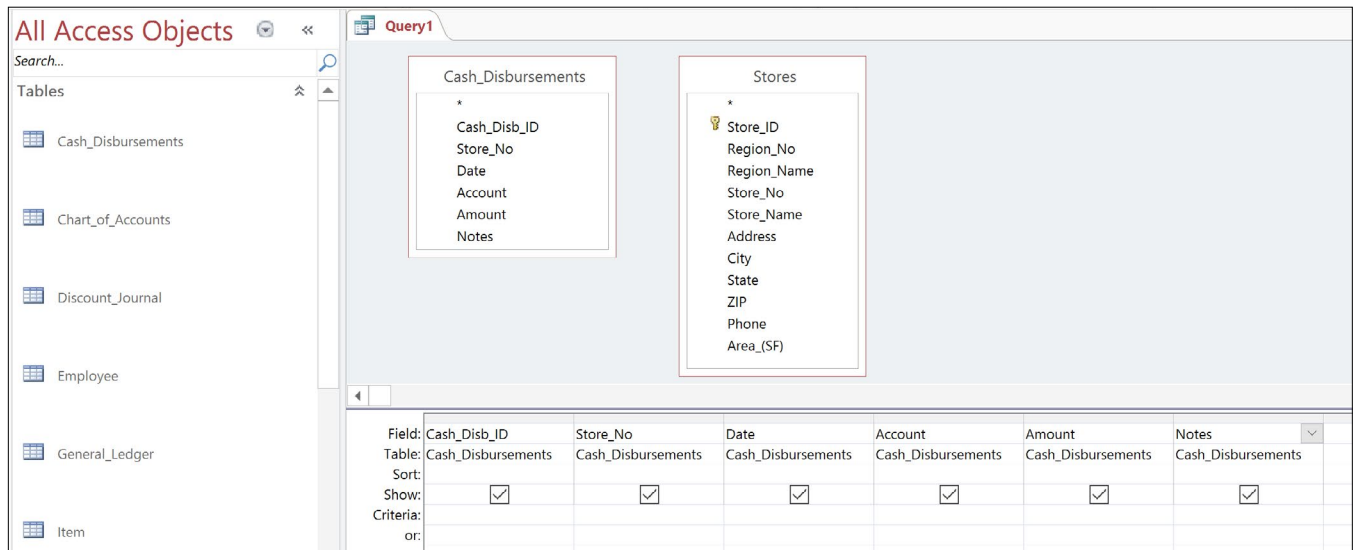 All Access Objects
Search...
Tables
Cash_Disbursements
Chart_of_Accounts
Discount_Journal
Employee
General_Ledger
Item
Query1
Cash_Disbursements
*
Cash_Disb_ID
Store_No
Date
Account
Amount
Notes
Stores
*
Store_ID
Region_No
Region_Name
Store_No
Store_Name
Address
City
State
ZIP
Phone
Area_(SF)
Field: Cash_Disb_ID Store_No Date Account Amount Notes
Table: Cash_Disbursements Cash_Disbursements Cash_Disbursements Cash_Disbursements Cash_Disbursements Cash_Disbursements
Sort:
Show:
Criteria:
or: